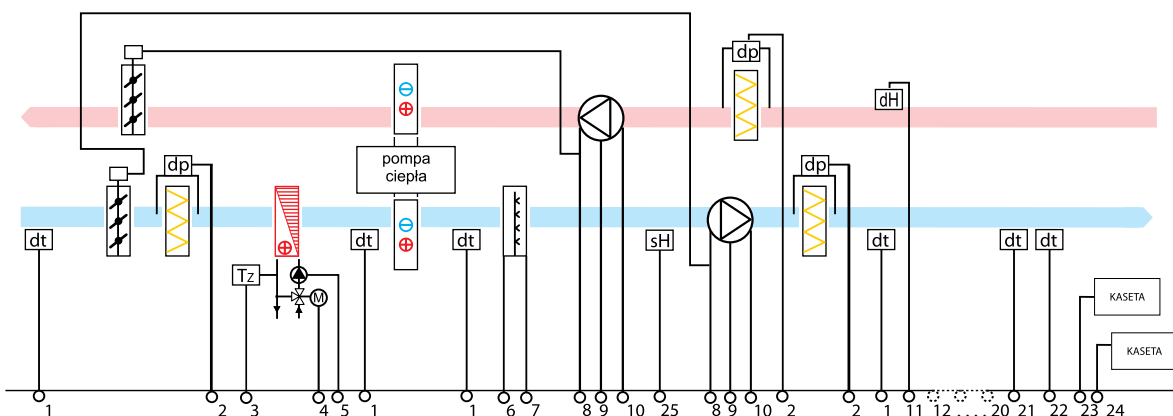 dp
dH
pompa
ciepła
dp
dp
dt
dt
dt
sH
dt
dt
dt
Tz
M
KASETA
KASETA
1 2 3 4 5 1 1 6 7 8 9 10 25 8 9 10 2 2 1 11 12 .... 20 21 22 23 24